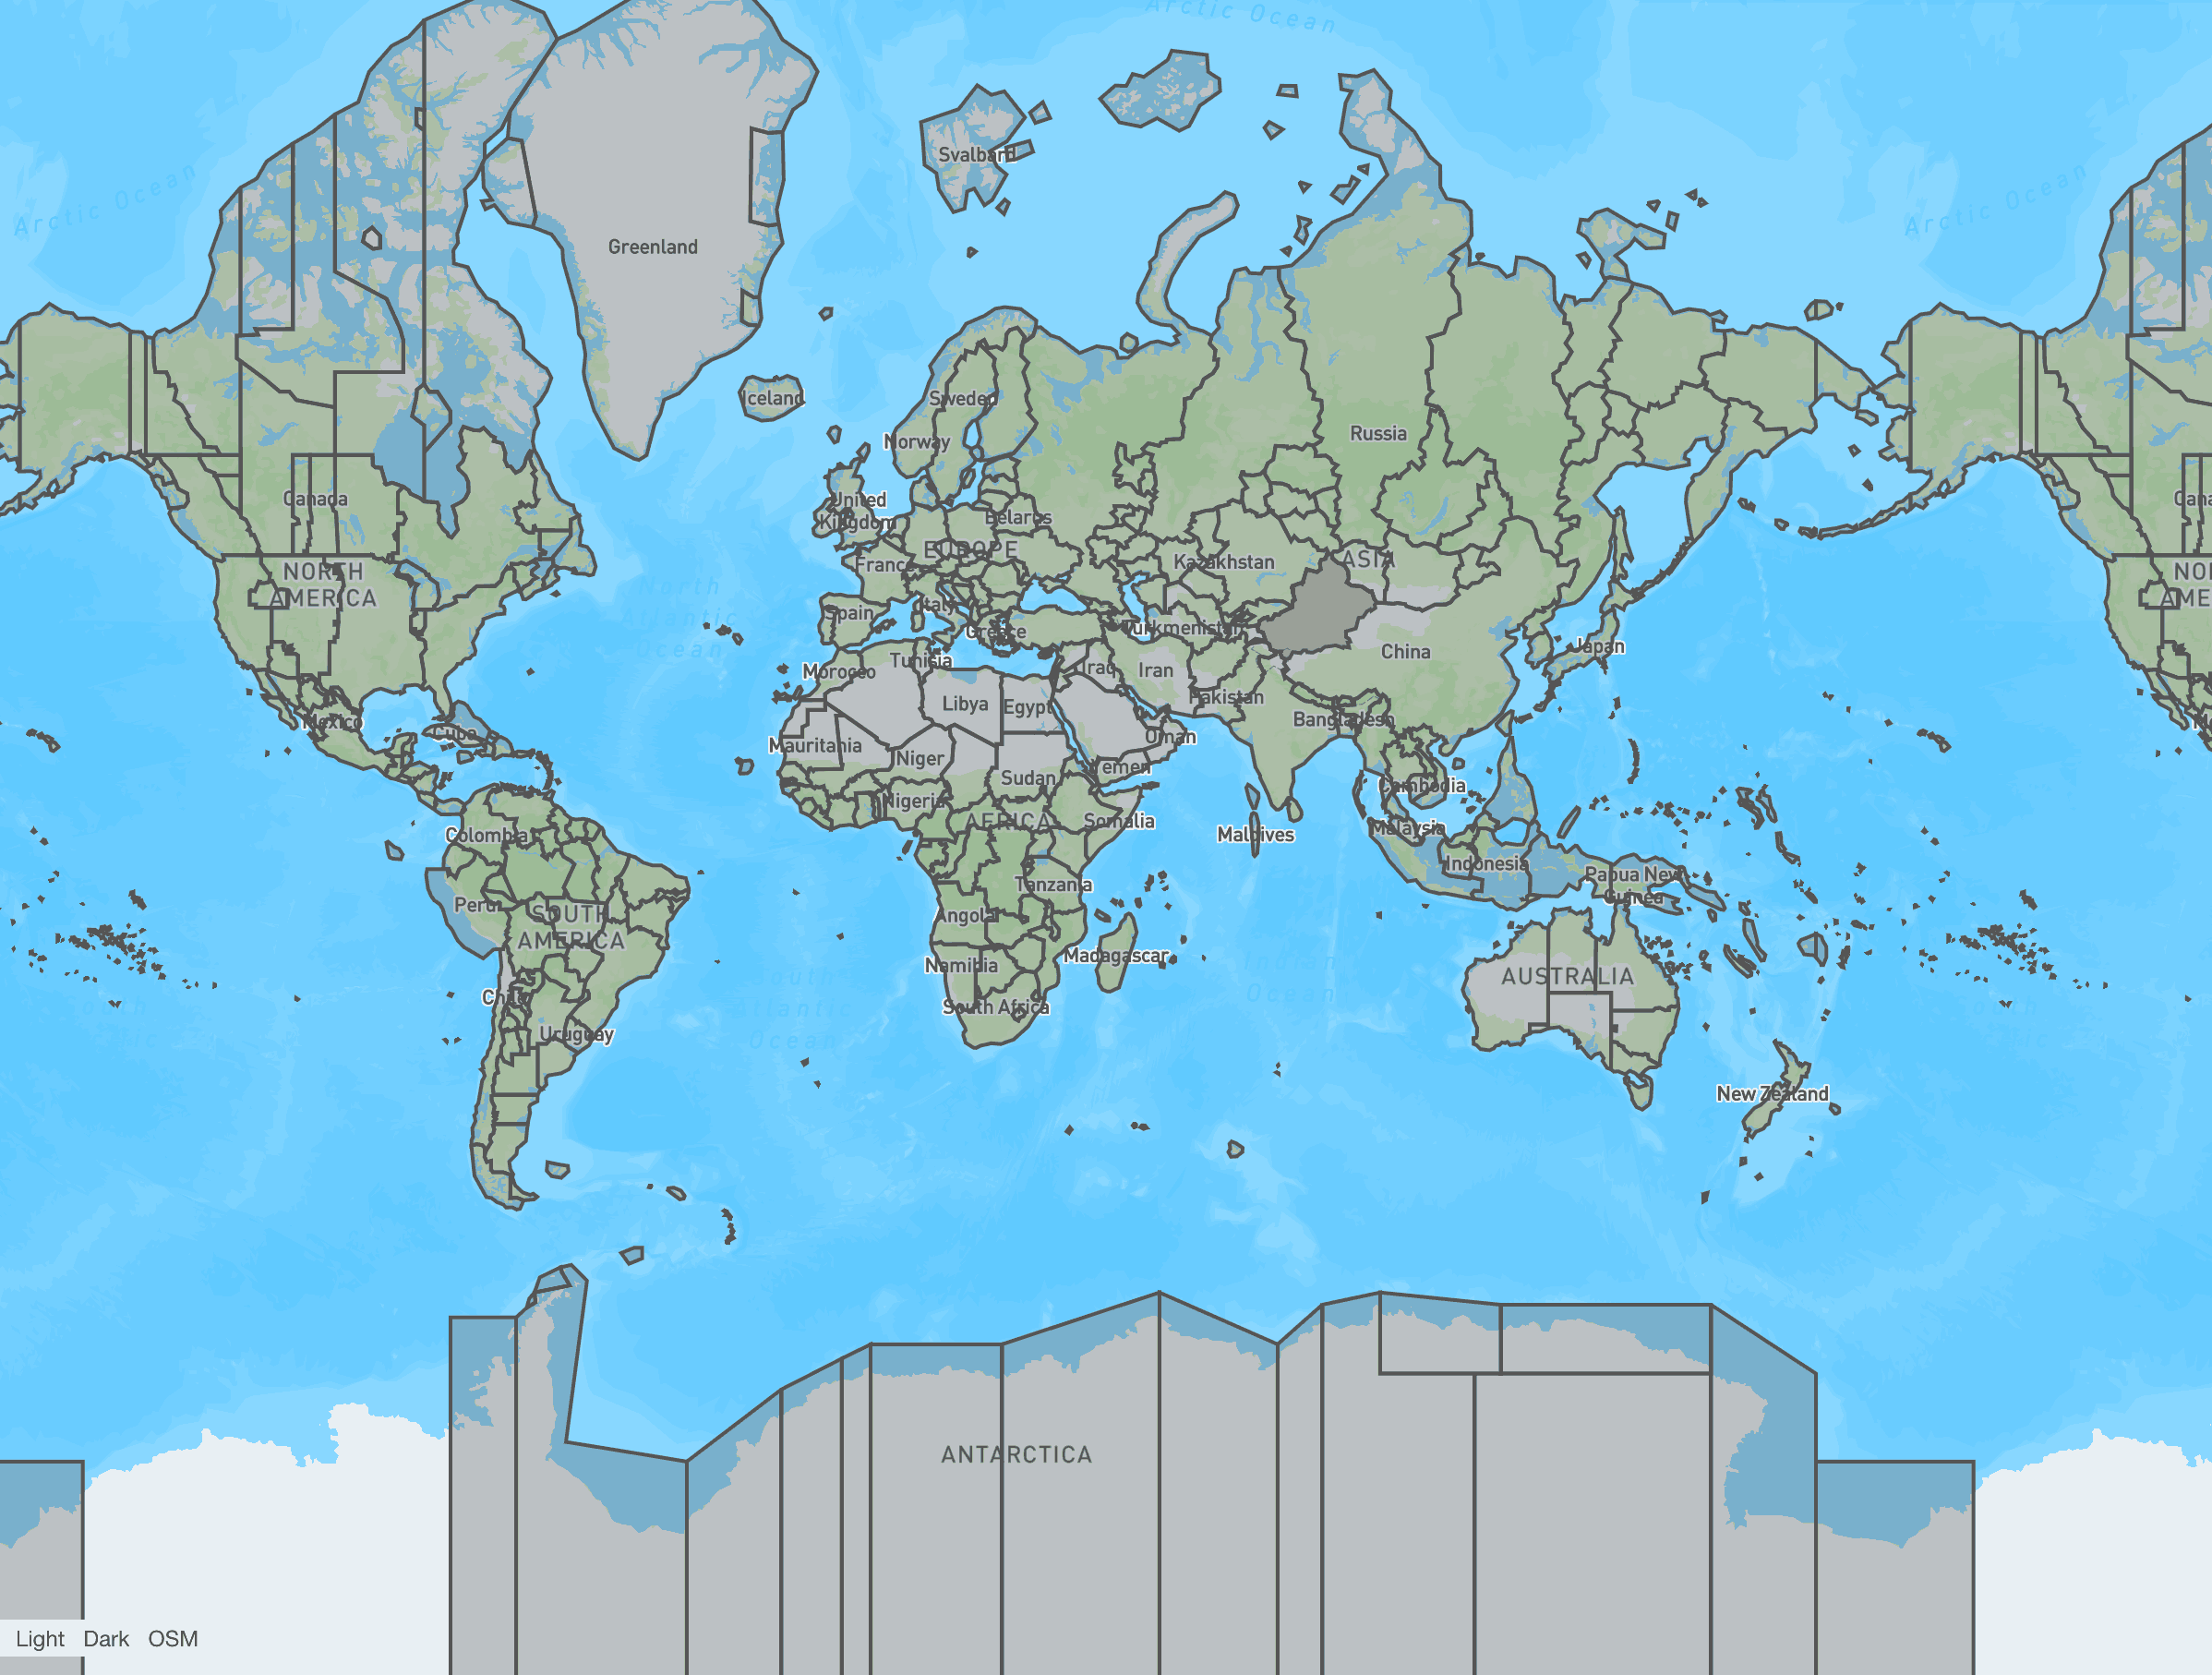 Arctic Ocean
Svalbard
Arctic Ocean
Arctic Ocean
Greenland
Iceland
Sweden
Norway
Russia
Canada
United
Kingdom
Belarus
EUROPE
Kazakhstan
ASIA
France
NORTH
AMERICA
North
Atlantic
Ocean
Spain
Italy
Greece
Turkmenistan
China
Japan
Morocco
Tunisia
Iraq
Iran
Pakistan
Libya
Egypt
Bangladesh
Mexico
Cuba
Mauritania
Niger
Oman
Sudan
Yemen
Cambodia
Nigeria
AFRICA
Somalia
Maldives
Malaysia
Colombia
Indonesia
Tanzania
Papua New
Guinea
Peru
SOUTH
AMERICA
Angola
Madagascar
Namibia
Indian
Ocean
AUSTRALIA
Chile
South Africa
South
Atlantic
Ocean
Uruguay
New Zealand
ANTARCTICA
Light Dark OSM